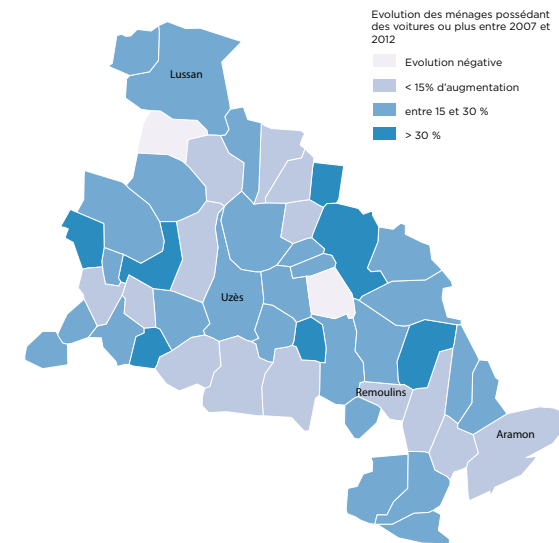 Evolution des ménages possédant
des voitures ou plus entre 2007 et
2012
Evolution négative
< 15% d'augmentation
entre 15 et 30 %
> 30 %
Lussan
Uzès
Remoulins
Aramon